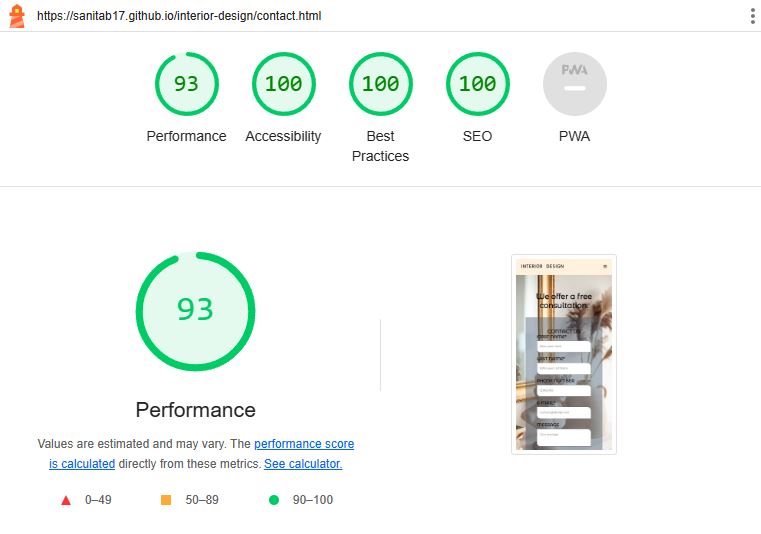 https://sanitab17.github.io/interior-design/contact.html
93
100
100
100
PWA
Performance
Accessibility
Best
Practices
SEO
PWA
93
Performance
Values are estimated and may vary. The performance score
is calculated directly from these metrics. See calculator.
0–49
50–89
90–100
INTERIOR DESIGN
We offer a free
consultation.
CONTACT US
FIRST NAME*
LAST NAME*
PHONE NUMBER
E-MAIL*
MESSAGE